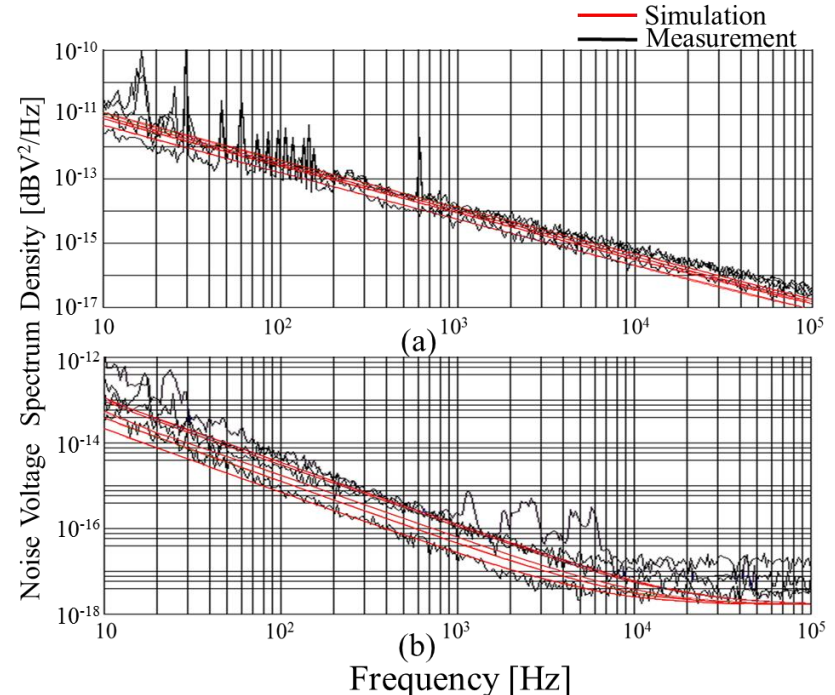 Simulation
Measurement
Noise Voltage Spectrum Density [dBV²/Hz]
10⁻¹⁰
10⁻¹¹
10⁻¹³
10⁻¹⁵
10⁻¹⁷
10 10² 10³ 10⁴ 10⁵
(a)
10⁻¹²
10⁻¹⁴
10⁻¹⁶
10⁻¹⁸
10 10² 10³ 10⁴ 10⁵
(b)
Frequency [Hz]